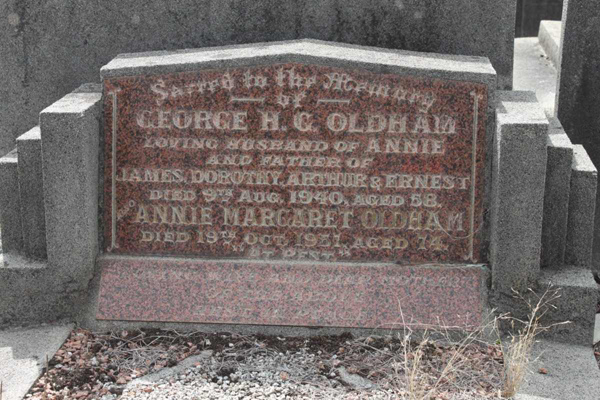 Sacred to the Memory
of
GEORGE H. C. OLDHAM
LOVING HUSBAND OF ANNIE
AND FATHER OF
JAMES, DOROTHY, ARTHUR & ERNEST
DIED 9TH AUG. 1940, AGED 58.
ANNIE MARGARET OLDHAM
DIED 19TH OCT. 1951, AGED 74.
"AT REST"